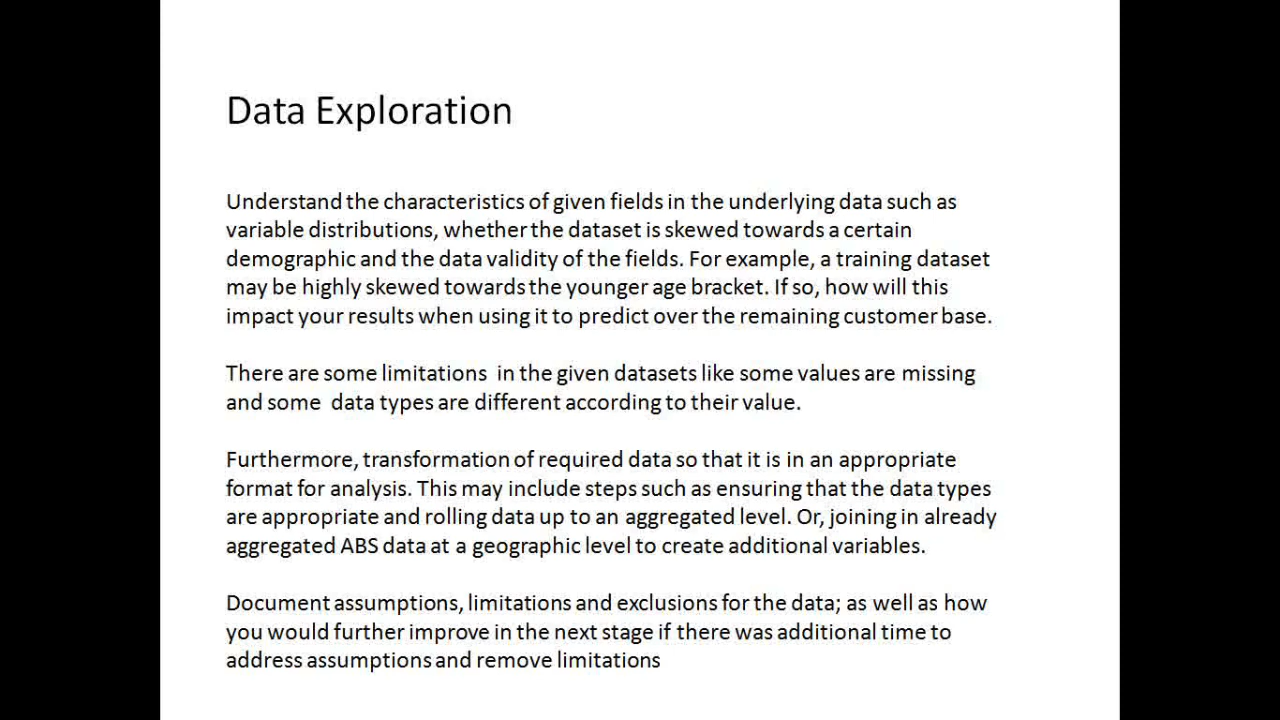 Data Exploration
Understand the characteristics of given fields in the underlying data such as
variable distributions, whether the dataset is skewed towards a certain
demographic and the data validity of the fields. For example, a training dataset
may be highly skewed towards the younger age bracket. If so, how will this
impact your results when using it to predict over the remaining customer base.
There are some limitations in the given datasets like some values are missing
and some data types are different according to their value.
Furthermore, transformation of required data so that it is in an appropriate
format for analysis. This may include steps such as ensuring that the data types
are appropriate and rolling data up to an aggregated level. Or, joining in already
aggregated ABS data at a geographic level to create additional variables.
Document assumptions, limitations and exclusions for the data; as well as how
you would further improve in the next stage if there was additional time to
address assumptions and remove limitations